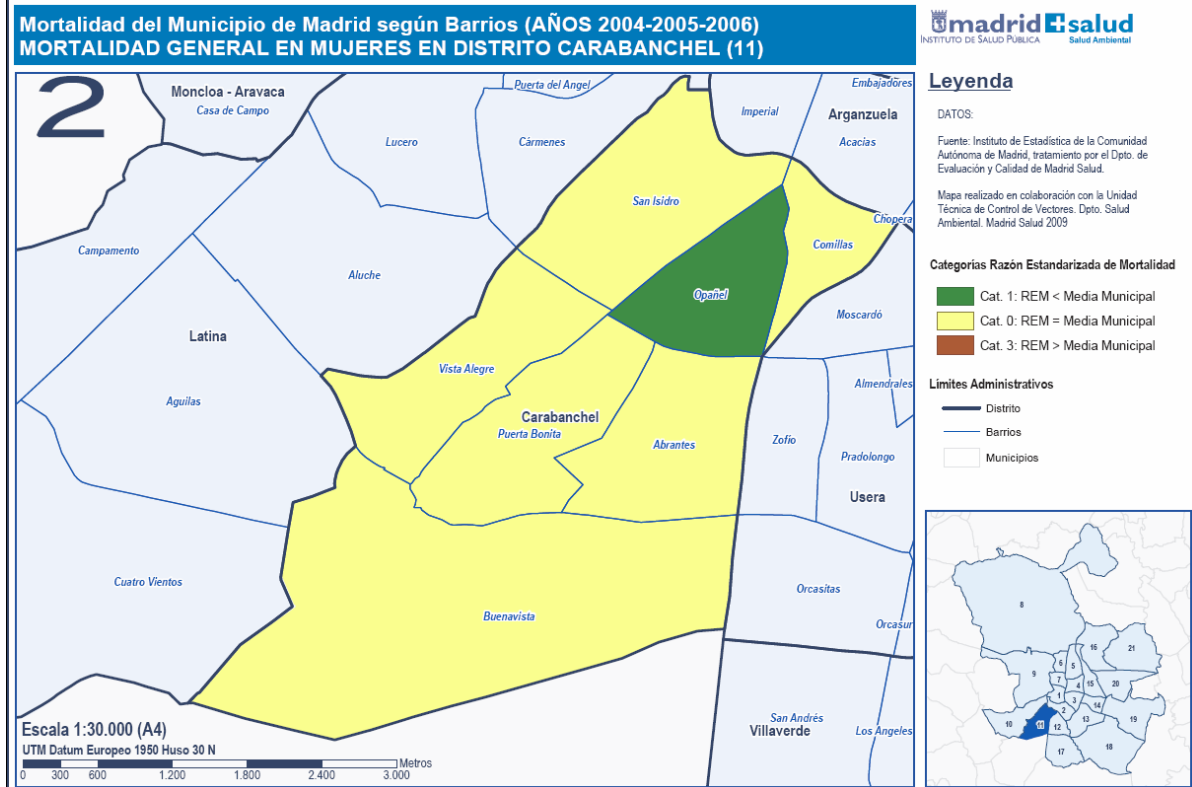 Mortalidad del Municipio de Madrid según Barrios (AÑOS 2004-2005-2006)
MORTALIDAD GENERAL EN MUJERES EN DISTRITO CARABANCHEL (11)
madrid salud
INSTITUTO DE SALUD PÚBLICA
Salud Ambiental
2
Moncloa - Aravaca
Casa de Campo
Puerta del Angel
Embajadores
Imperial
Arganzuela
Acacias
Lucero
Cármenes
San Isidro
Chopera
Comillas
Campamento
Aluche
Opañel
Moscardó
Latina
Vista Alegre
Almendrales
Aguilas
Carabanchel
Puerta Bonita
Abrantes
Zofío
Pradolongo
Usera
Cuatro Vientos
Orcasitas
Buenavista
Orcasur
San Andrés
Villaverde
Los Angeles
Escala 1:30.000 (A4)
UTM Datum Europeo 1950 Huso 30 N
Metros
0 300 600 1.200 1.800 2.400 3.000
Leyenda
DATOS:
Fuente: Instituto de Estadística de la Comunidad
Autónoma de Madrid, tratamiento por el Dpto. de
Evaluación y Calidad de Madrid Salud.
Mapa realizado en colaboración con la Unidad
Técnica de Control de Vectores. Dpto. Salud
Ambiental. Madrid Salud 2009
Categorías Razón Estandarizada de Mortalidad
Cat. 1: REM < Media Municipal
Cat. 0: REM = Media Municipal
Cat. 3: REM > Media Municipal
Límites Administrativos
Distrito
Barrios
Municipios
8
16
21
6
5
9
7
4
15
20
1
3
14
10
11
2
13
19
12
17
18